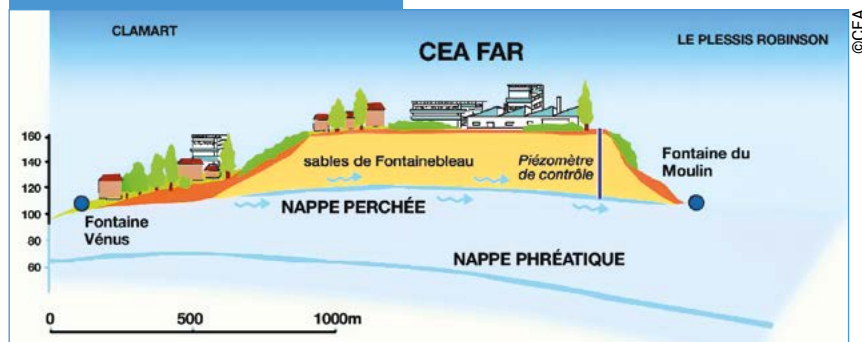 CLAMART
CEA FAR
LE PLESSIS ROBINSON
©CEA
160
140
120
100
80
60
sables de Fontainebleau
Piézomètre
de contrôle
Fontaine du
Moulin
Fontaine
Vénus
NAPPE PERCHÉE
NAPPE PHRÉATIQUE
0
500
1000m